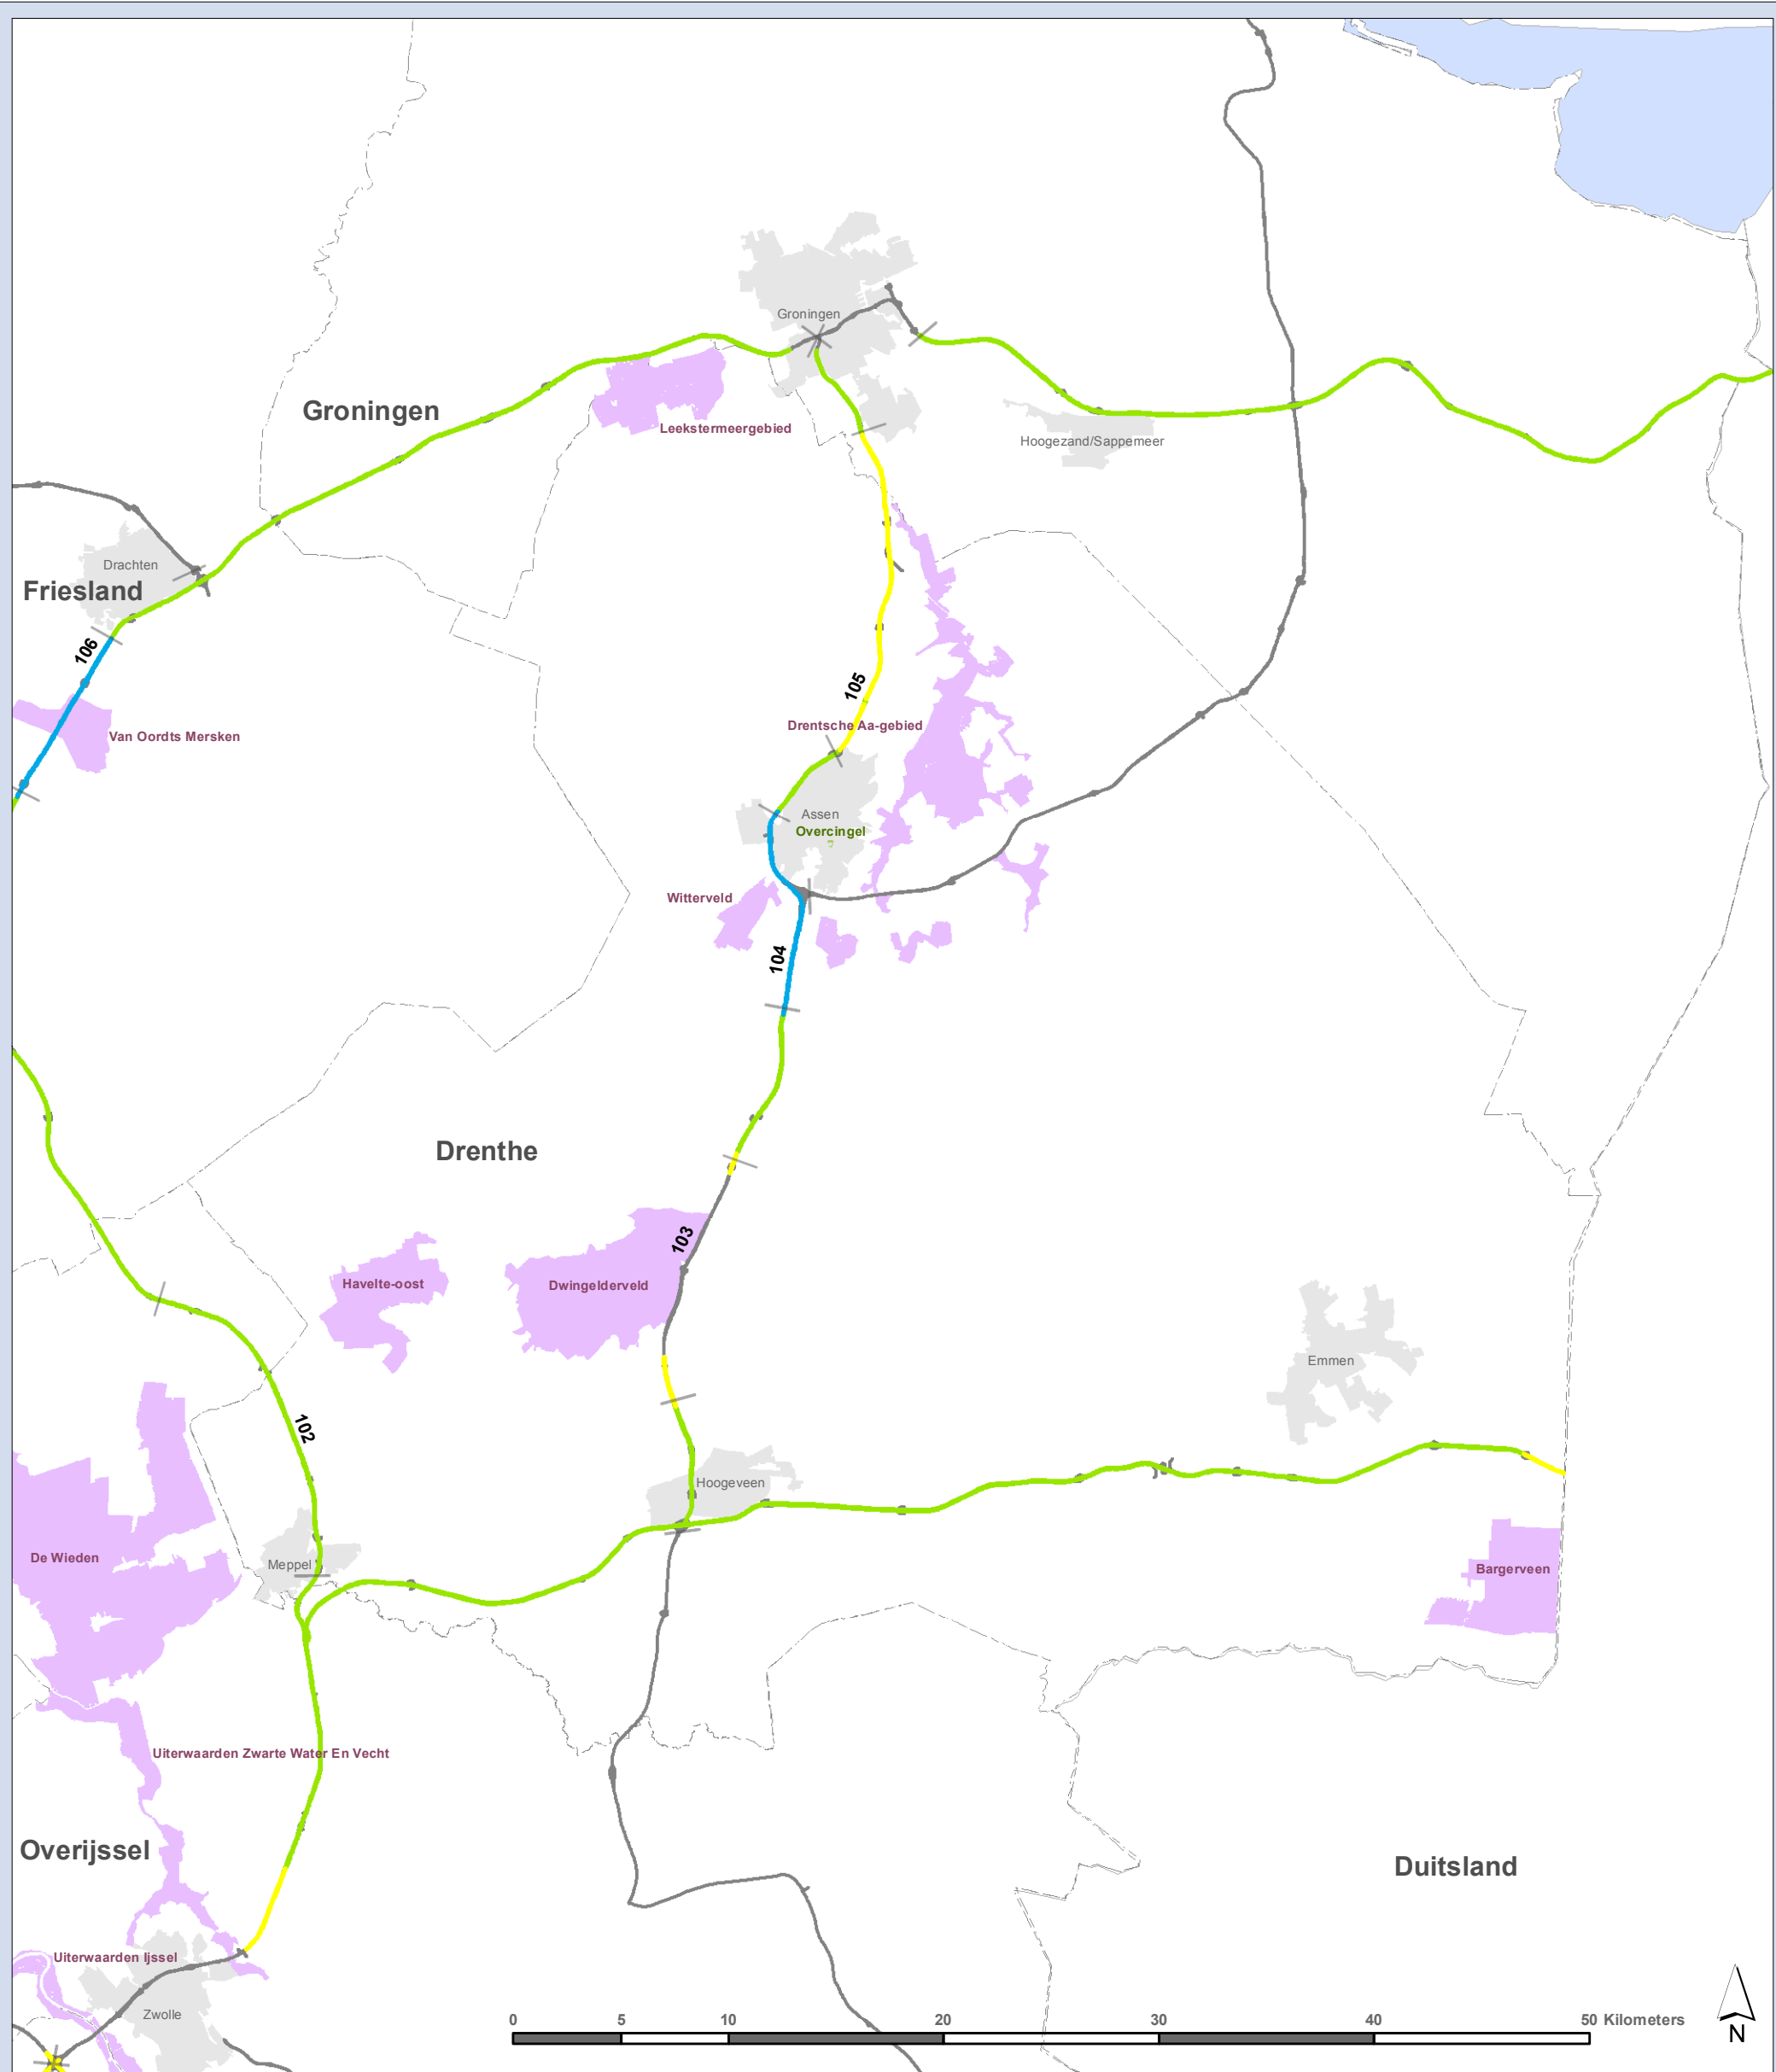 Groningen
Groningen
Leekstermeergebied
Hoogezand/Sappemeer
Drachten
Friesland
106
105
Drentsche Aa-gebied
Van Oordts Mersken
Assen
Overcingel
Witterveld
104
Drenthe
103
Havelte-oost
Dwingelderveld
Emmen
102
Hoogeveen
De Wieden
Meppel
Bargerveen
Uiterwaarden Zwarte Water En Vecht
Overijssel
Duitsland
Uiterwaarden Ijssel
Zwolle
0 5 10 20 30 40 50 Kilometers
N